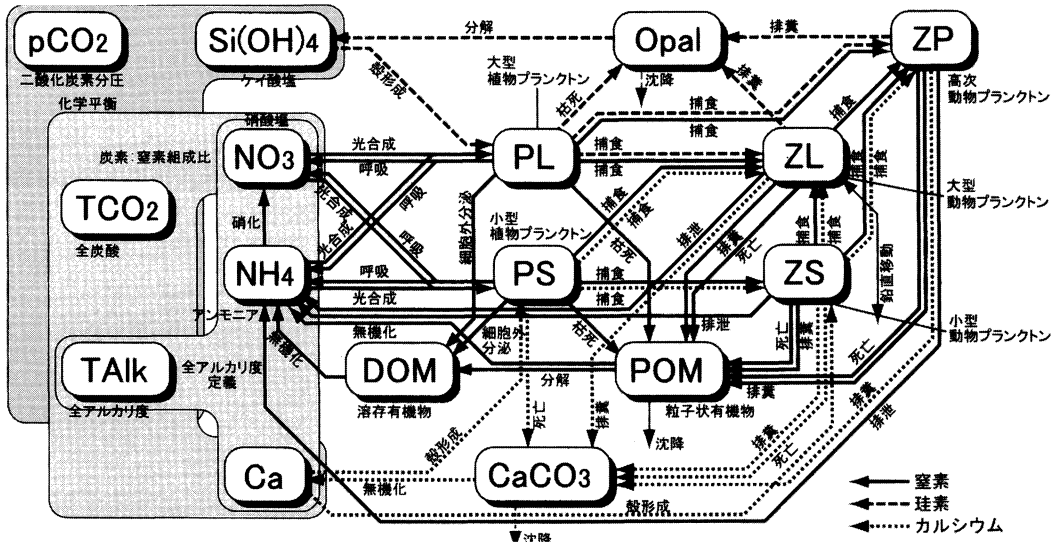 pCO2
二酸化炭素分圧
Si(OH)4
ケイ酸塩
分解
Opal
排糞
ZP
高次
動物プランクトン
化学平衡
殻形成
大型
植物プランクトン
枯死
沈降
排糞
捕食
捕食
捕食
硝酸塩
炭素:窒素組成比
NO3
光合成
呼吸
PL
捕食
捕食
ZL
捕食
捕食
大型
動物プランクトン
TCO2
全炭酸
硝化
光合成
呼吸
光合成
呼吸
細胞外分泌
小型
植物プランクトン
捕食
捕食
枯死
排泄
排糞
死亡
捕食
捕食
鉛直移動
NH4
アンモニア
呼吸
光合成
PS
捕食
捕食
ZS
小型
動物プランクトン
無機化
無機化
細胞外
分泌
枯死
排泄
死亡
排糞
死亡
TAlk
全アルカリ度
全アルカリ度
定義
DOM
溶存有機物
分解
POM
粒子状有機物
排糞
排糞
排泄
殻形成
死亡
排糞
沈降
排糞
死亡
Ca
無機化
CaCO3
殻形成
沈降
窒素
珪素
カルシウム